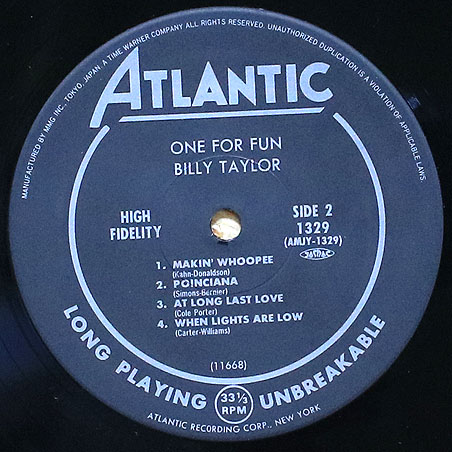 MANUFACTURED BY MMG INC., TOKYO, JAPAN. A TIME WARNER COMPANY ALL RIGHTS RESERVED. UNAUTHORIZED DUPLICATION IS A VIOLATION OF APPLICABLE LAWS
ATLANTIC
ONE FOR FUN
BILLY TAYLOR
HIGH
FIDELITY
SIDE 2
1329
(AMJY-1329)
1. MAKIN' WHOOPEE
(Kahn-Donaldson)
2. POINCIANA
(Simons-Bernier)
3. AT LONG LAST LOVE
(Cole Porter)
4. WHEN LIGHTS ARE LOW
(Carter-Williams)
(11668)
LONG PLAYING
33⅓
RPM
UNBREAKABLE
ATLANTIC RECORDING CORP., NEW YORK